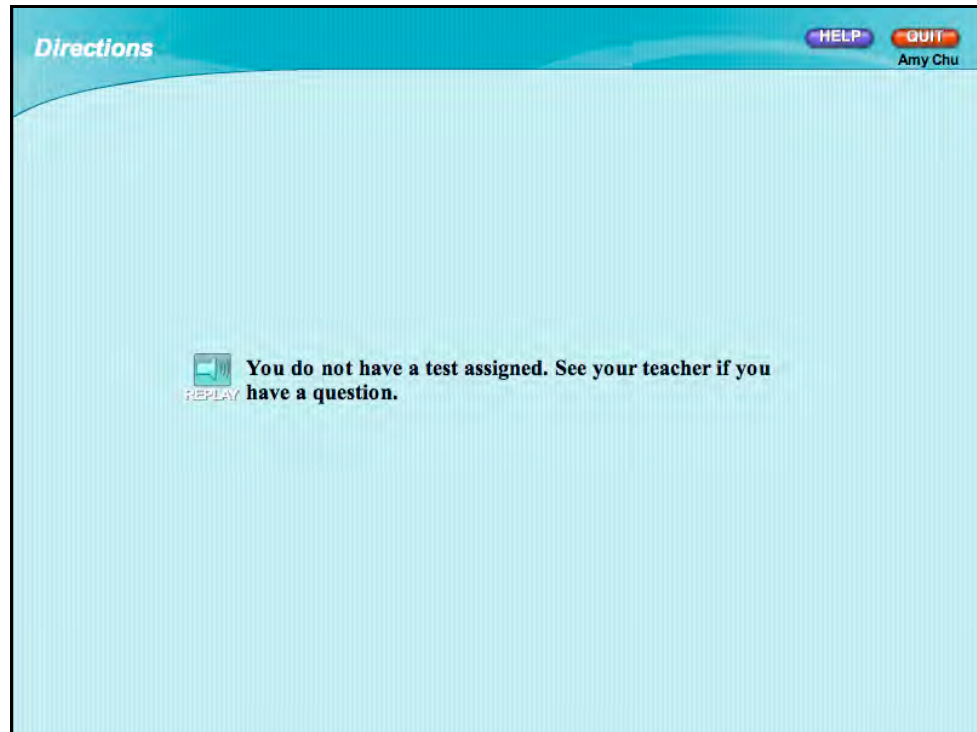 Directions
HELP
QUIT
Amy Chu
You do not have a test assigned. See your teacher if you
REPLAY
have a question.